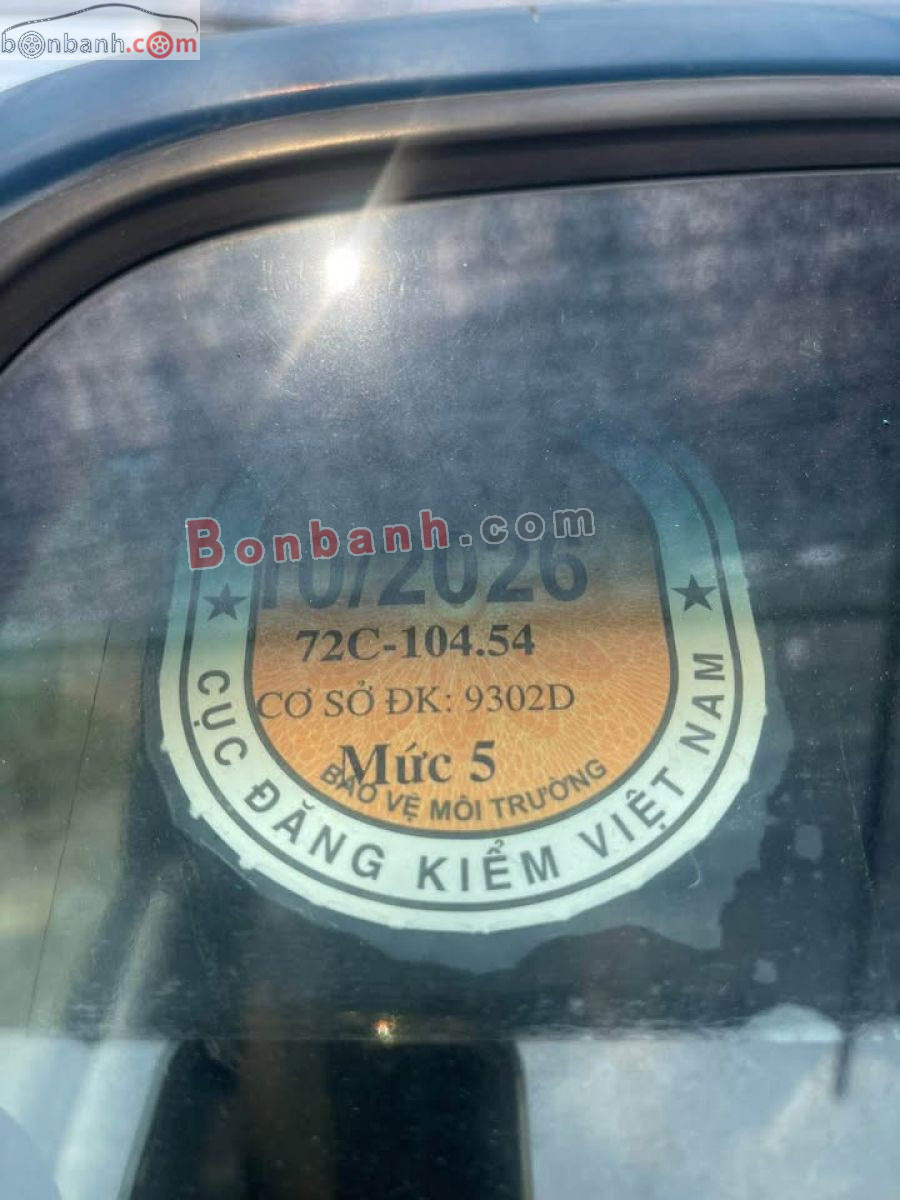 bonbanh.com
Bonbanh.com
10/2026
72C-104.54
CƠ SỞ ĐK: 9302D
Mức 5
BẢO VỆ MÔI TRƯỜNG
★ CỤC ĐĂNG KIỂM VIỆT NAM ★